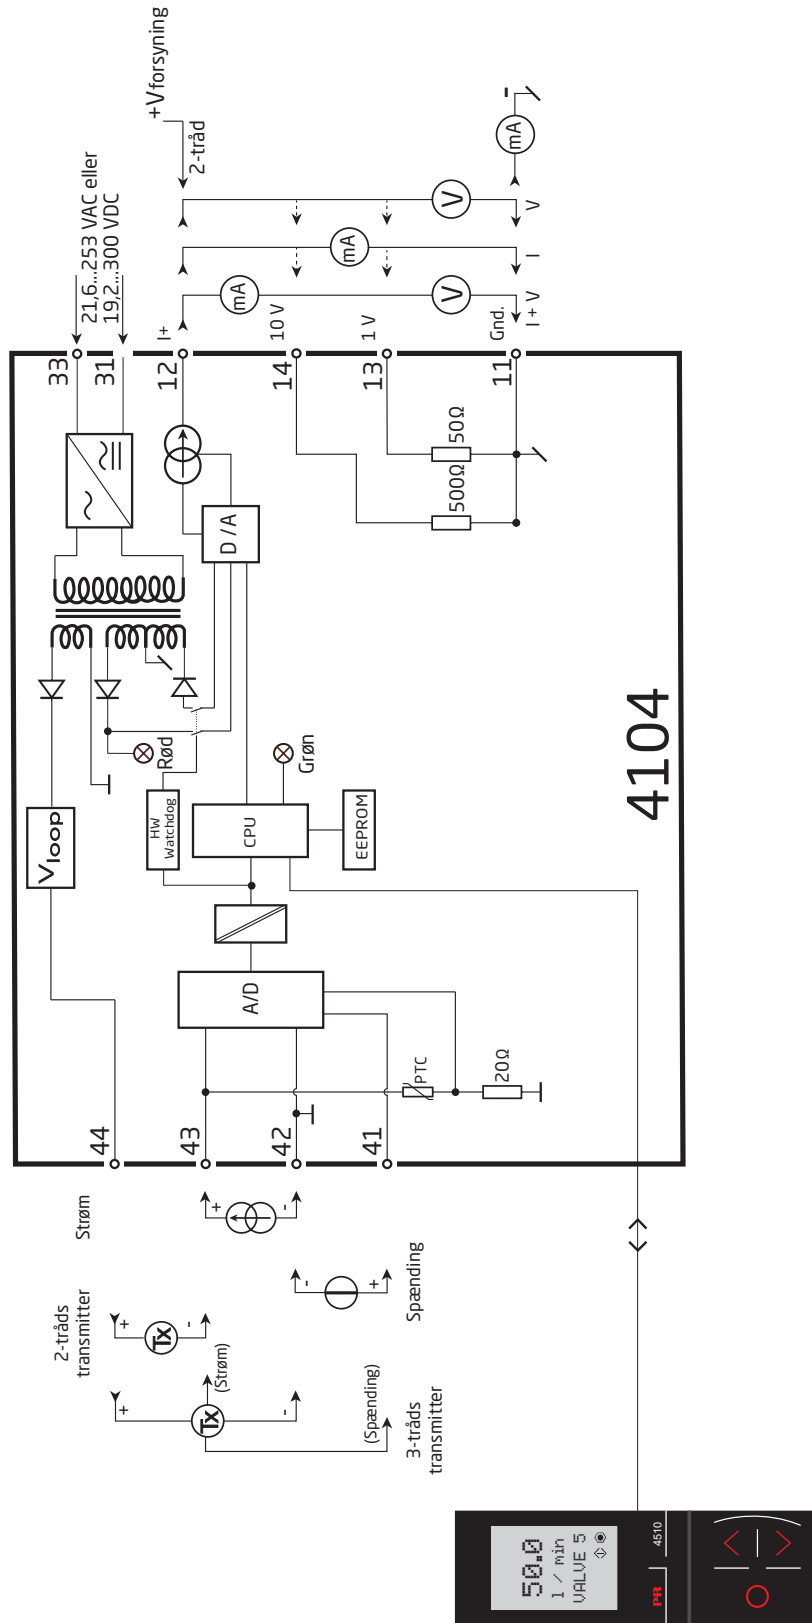 Strøm
2-tråds
transmitter
+
-
Tx
+
-
Tx
(Strøm)
+
-
(Spænding)
3-tråds
transmitter
-
+
Spænding
44
43
42
41
Vloop
A/D
PTC
20Ω
HW
Watchdog
CPU
EEPROM
Rød
Grøn
D/A
500Ω
50Ω
4104
33
31
12
14
13
11
21,6...253 VAC eller
19,2...300 VDC
I+
10 V
1 V
Gnd.
+Vforsyning
2-tråd
mA
V
I + V
mA
I
V
V
mA
-
50.0
l / min
VALVE 5
PR
4510